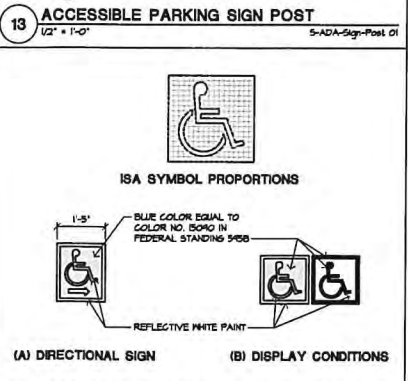 13
ACCESSIBLE PARKING SIGN POST
1/2" = 1'-0"
S-ADA-Sign-Post 01
ISA SYMBOL PROPORTIONS
1'-5"
BLUE COLOR EQUAL TO
COLOR NO. 15090 IN
FEDERAL STANDING 595B
REFLECTIVE WHITE PAINT
(A) DIRECTIONAL SIGN
(B) DISPLAY CONDITIONS